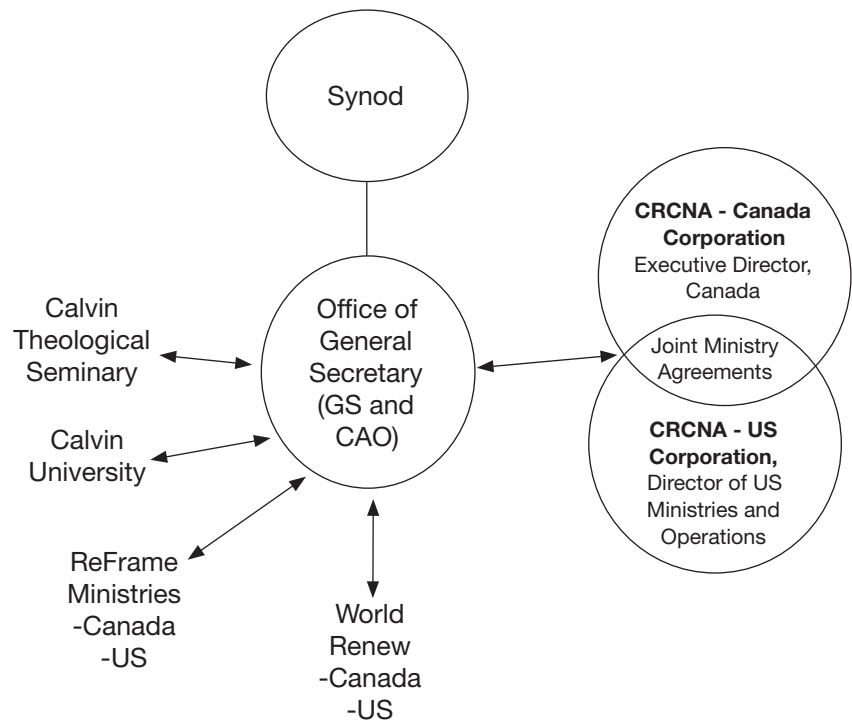 Synod
CRCNA - Canada
Corporation
Executive Director,
Canada
Joint Ministry
Agreements
CRCNA - US
Corporation,
Director of US
Ministries and
Operations
Office of
General
Secretary
(GS and
CAO)
Calvin
Theological
Seminary
Calvin
University
ReFrame
Ministries
-Canada
-US
World
Renew
-Canada
-US